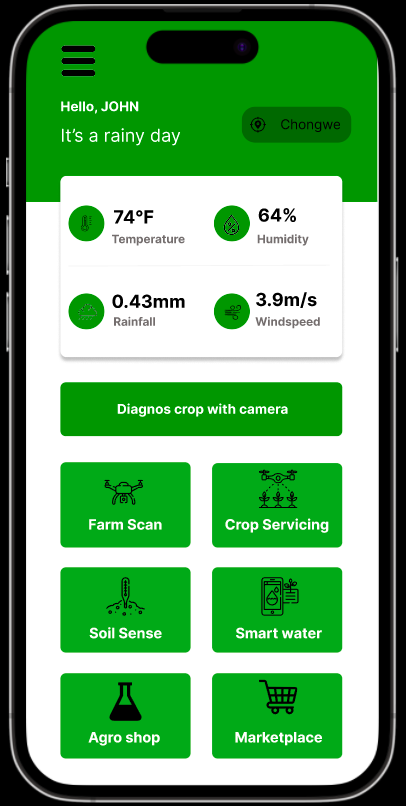 Hello, JOHN
Chongwe
It's a rainy day
74°F
64%
Temperature
Humidity
0.43mm
3.9m/s
Rainfall
Windspeed
Diagnos crop with camera
Farm Scan
Crop Servicing
Soil Sense
Smart water
Agro shop
Marketplace